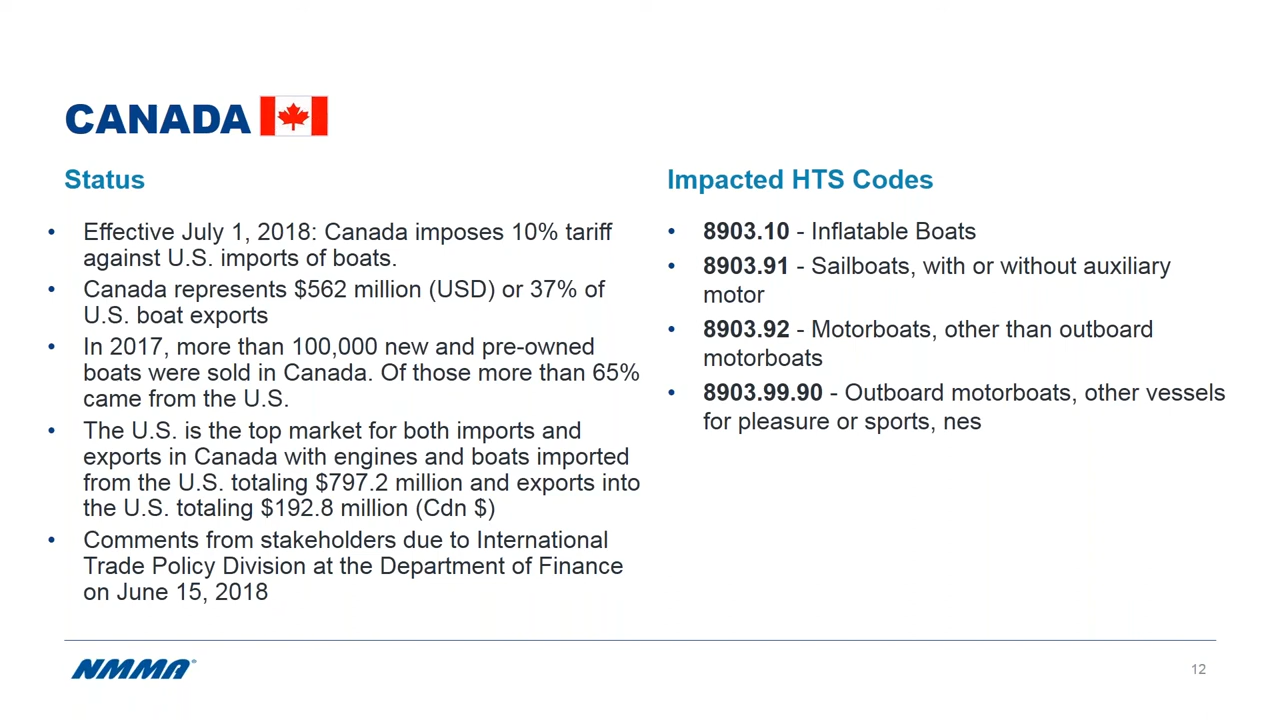 CANADA
Status
• Effective July 1, 2018: Canada imposes 10% tariff
against U.S. imports of boats.
• Canada represents $562 million (USD) or 37% of
U.S. boat exports
• In 2017, more than 100,000 new and pre-owned
boats were sold in Canada. Of those more than 65%
came from the U.S.
• The U.S. is the top market for both imports and
exports in Canada with engines and boats imported
from the U.S. totaling $797.2 million and exports into
the U.S. totaling $192.8 million (Cdn $)
• Comments from stakeholders due to International
Trade Policy Division at the Department of Finance
on June 15, 2018
Impacted HTS Codes
• 8903.10 - Inflatable Boats
• 8903.91 - Sailboats, with or without auxiliary
motor
• 8903.92 - Motorboats, other than outboard
motorboats
• 8903.99.90 - Outboard motorboats, other vessels
for pleasure or sports, nes
NMMA®
12